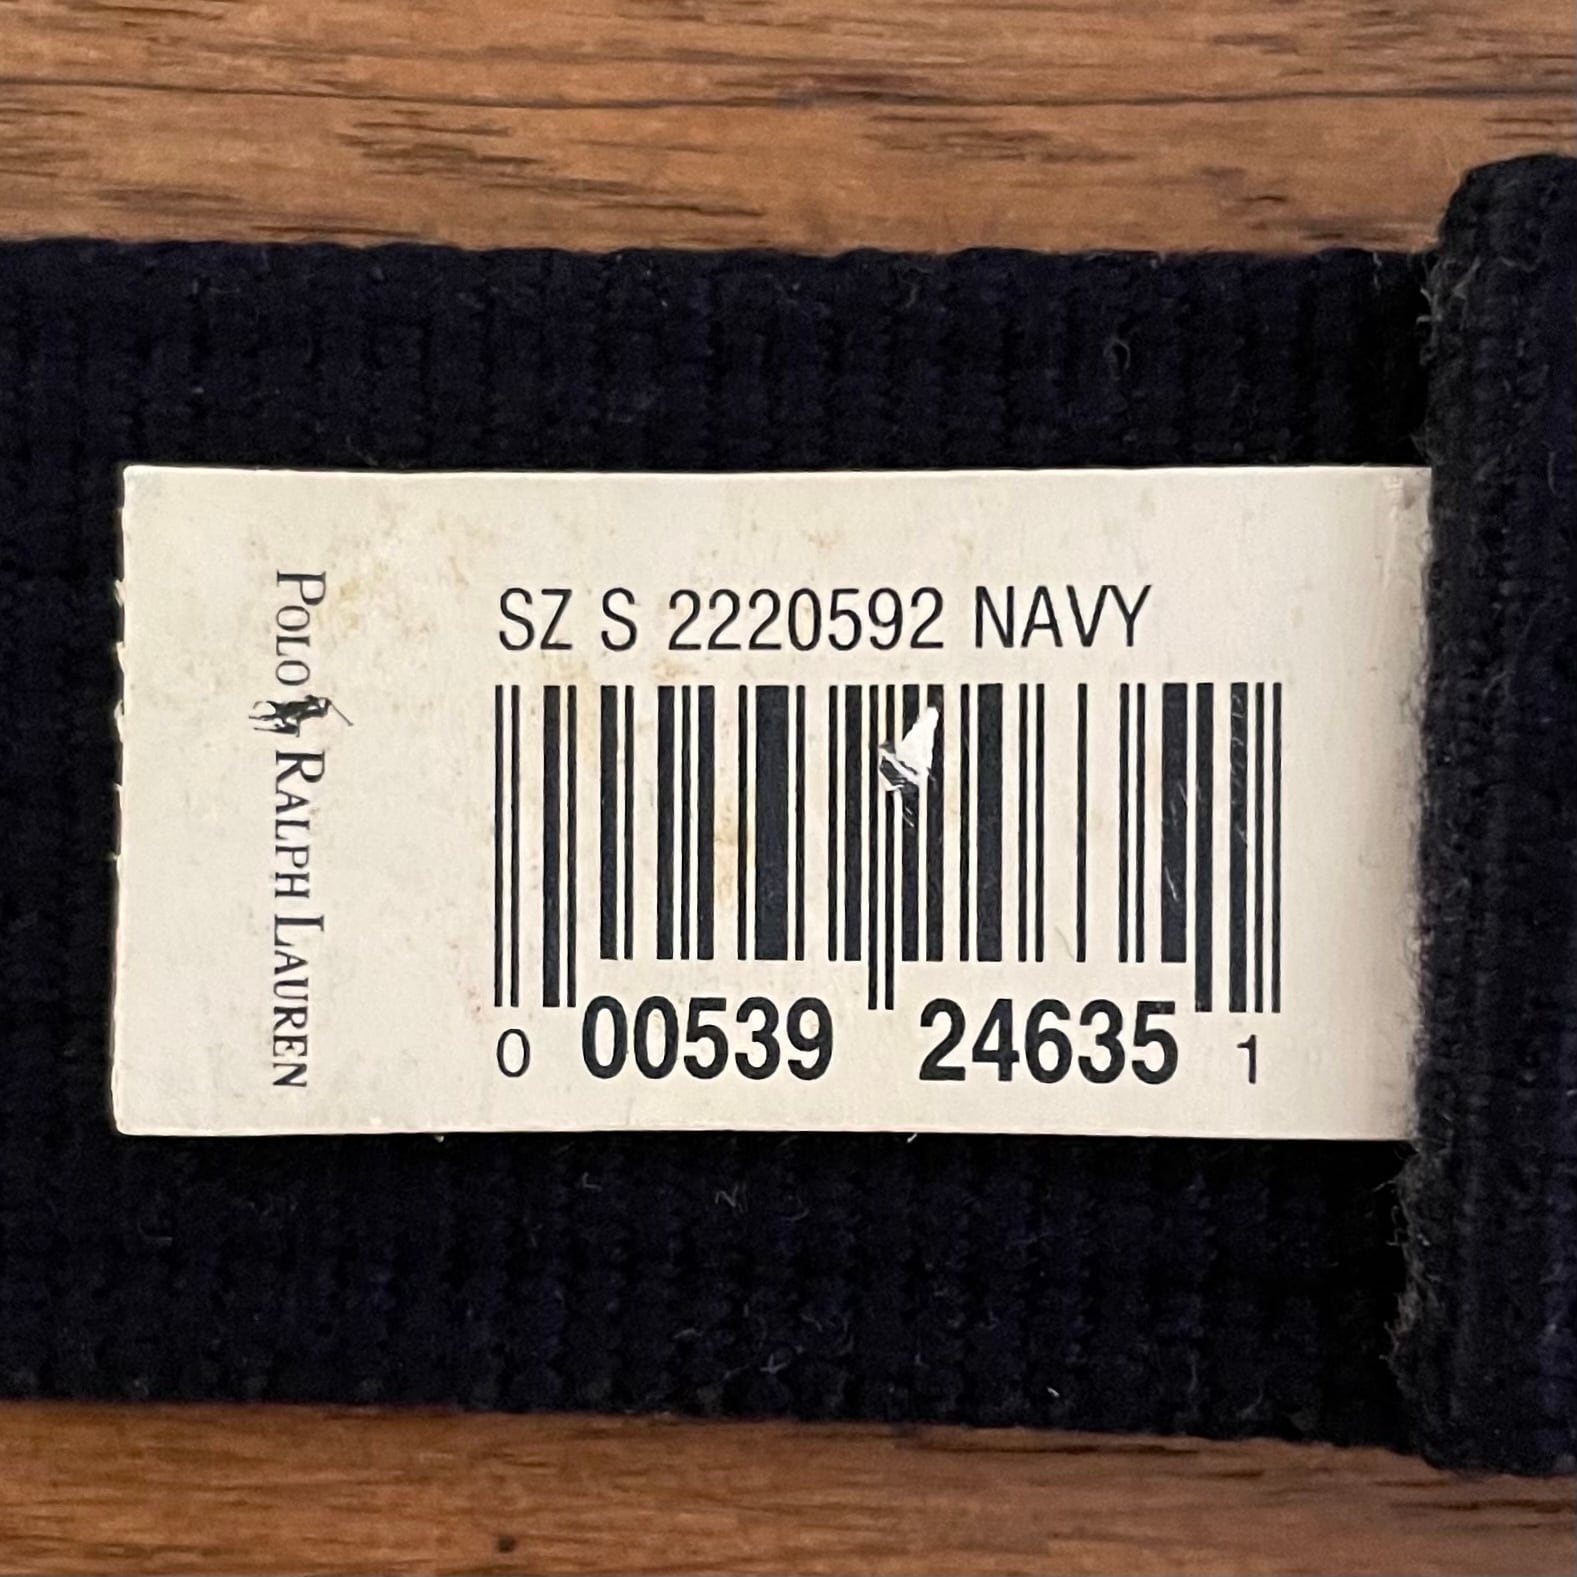 POLO RALPH LAUREN
SZ S 2220592 NAVY
0 00539 24635 1